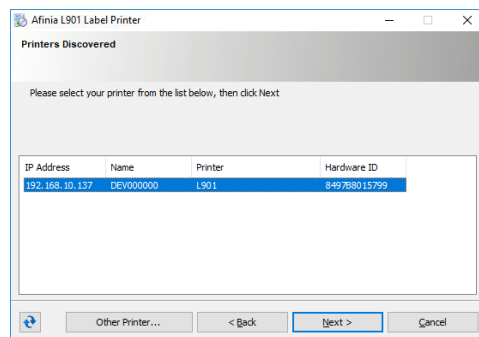 Afinia L901 Label Printer
Printers Discovered
Please select your printer from the list below, then click Next
IP Address Name Printer Hardware ID
192.168.10.137 DEV000000 L901 849788015799
Other Printer... < Back Next > Cancel